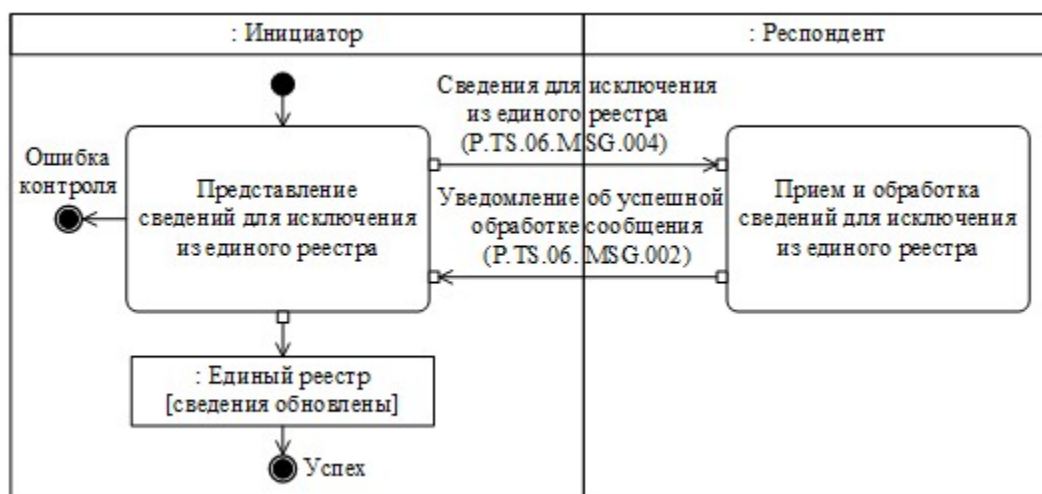 : Инициатор
: Респондент
Сведения для исключения
из единого реестра
(P.TS.06.MSG.004)
Ошибка
контроля
Представление
сведений для исключения
из единого реестра
Уведомление об успешной
обработке сообщения
(P.TS.06.MSG.002)
Прием и обработка
сведений для исключения
из единого реестра
: Единый реестр
[сведения обновлены]
Успех